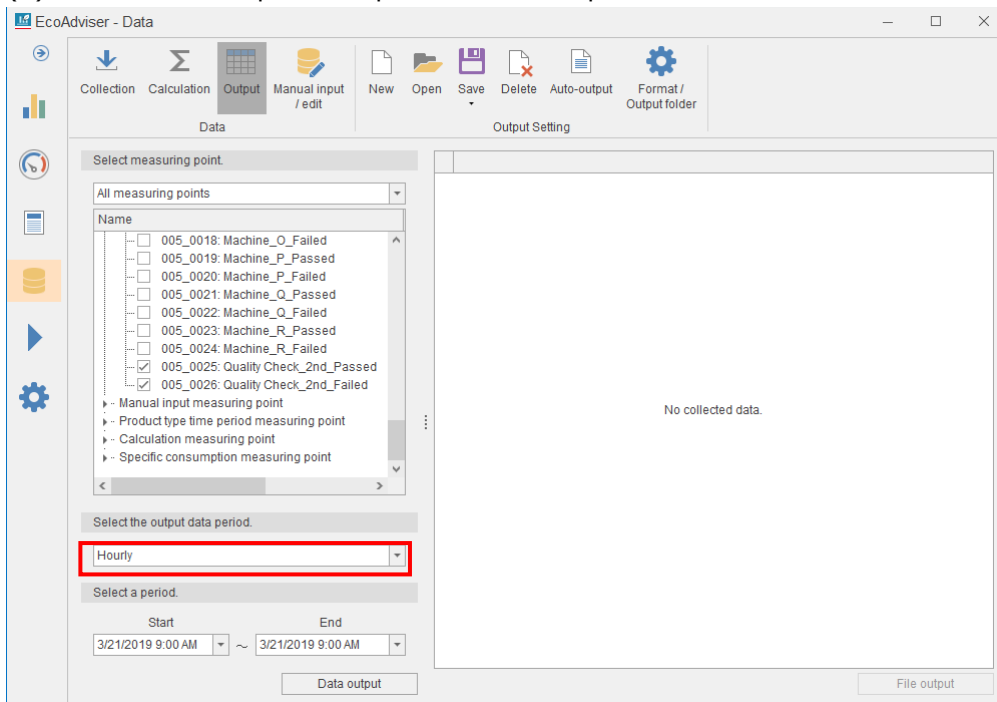 EcoAdviser - Data
Collection Calculation Output Manual input / edit New Open Save Delete Auto-output Format / Output folder
Data Output Setting
Select measuring point.
All measuring points
Name
005_0018: Machine_O_Failed
005_0019: Machine_P_Passed
005_0020: Machine_P_Failed
005_0021: Machine_Q_Passed
005_0022: Machine_Q_Failed
005_0023: Machine_R_Passed
005_0024: Machine_R_Failed
005_0025: Quality Check_2nd_Passed
005_0026: Quality Check_2nd_Failed
Manual input measuring point
Product type time period measuring point
Calculation measuring point
Specific consumption measuring point
No collected data.
Select the output data period.
Hourly
Select a period.
Start End
3/21/2019 9:00 AM ~ 3/21/2019 9:00 AM
Data output File output